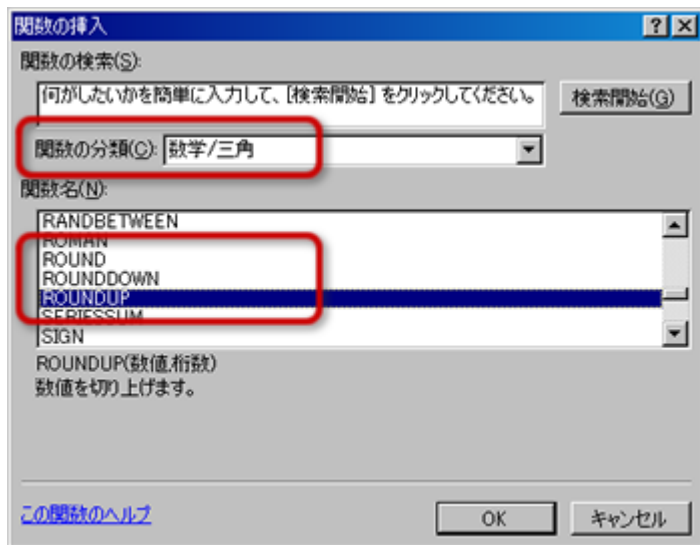 関数の挿入
関数の検索(S):
何がしたいかを簡単に入力して、[検索開始] をクリックしてください。
検索開始(G)
関数の分類(C): 数学/三角
関数名(N):
RANDBETWEEN
ROMAN
ROUND
ROUNDDOWN
ROUNDUP
SERIESSUM
SIGN
ROUNDUP(数値,桁数)
数値を切り上げます。
この関数のヘルプ
OK
キャンセル